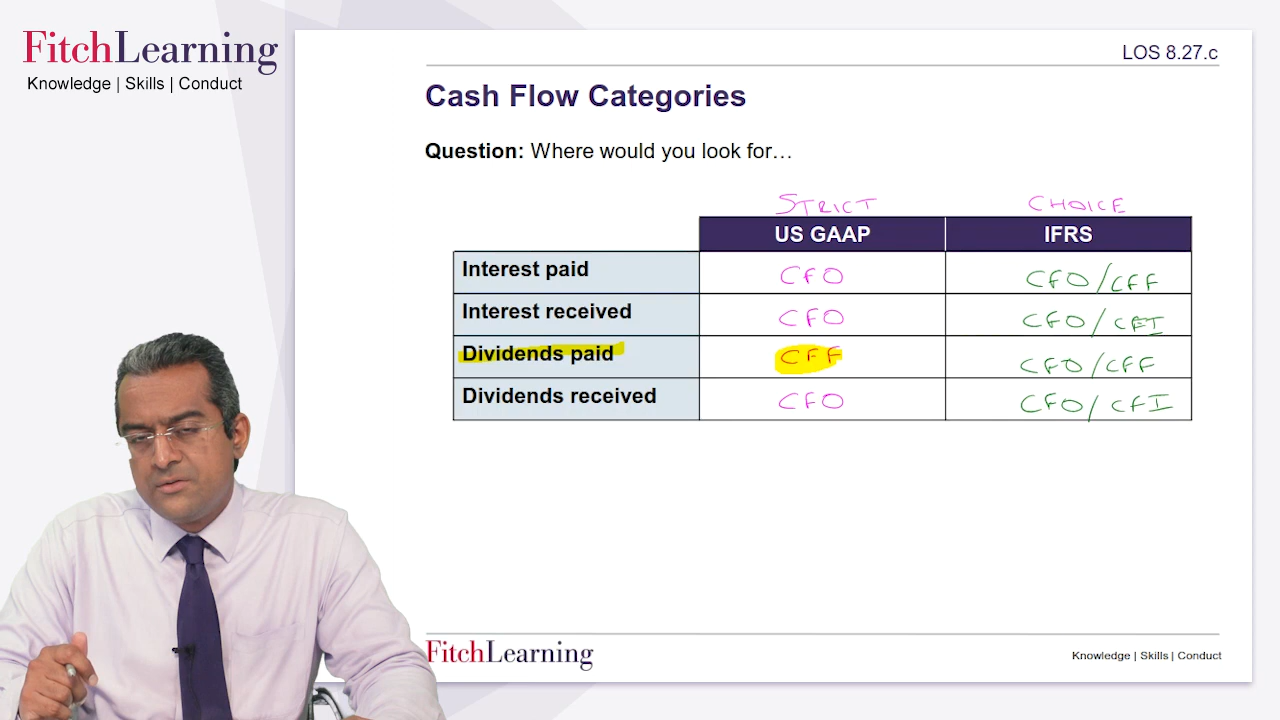 FitchLearning
Knowledge | Skills | Conduct
LOS 8.27.c
Cash Flow Categories
Question: Where would you look for…
STRICT CHOICE
US GAAP IFRS
Interest paid CFO CFO/CFF
Interest received CFO CFO/CFI
Dividends paid CFF CFO/CFF
Dividends received CFO CFO/CFI
FitchLearning
Knowledge | Skills | Conduct